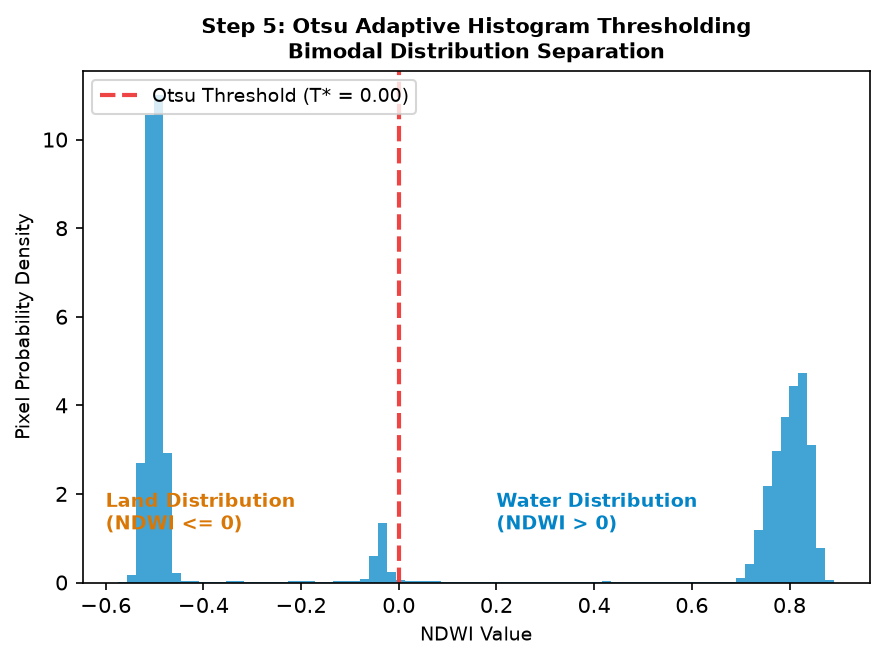 Step 5: Otsu Adaptive Histogram Thresholding
Bimodal Distribution Separation
Otsu Threshold (T* = 0.00)
10
8
6
4
2
0
Pixel Probability Density
Land Distribution
(NDWI <= 0)
Water Distribution
(NDWI > 0)
−0.6
−0.4
−0.2
0.0
0.2
0.4
0.6
0.8
NDWI Value